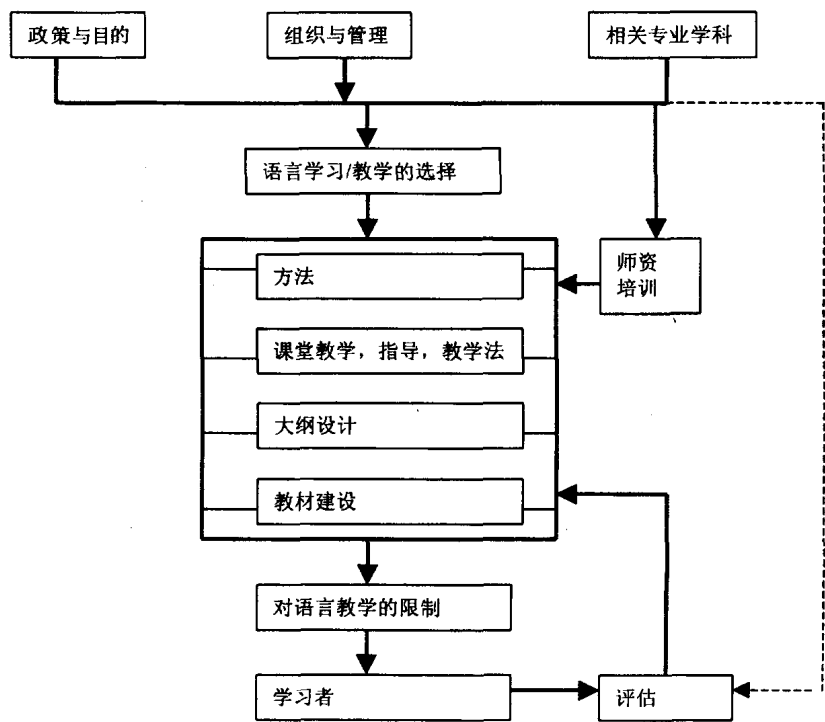 政策与目的
组织与管理
相关专业学科
语言学习/教学的选择
方法
师资
培训
课堂教学，指导，教学法
大纲设计
教材建设
对语言教学的限制
学习者
评估